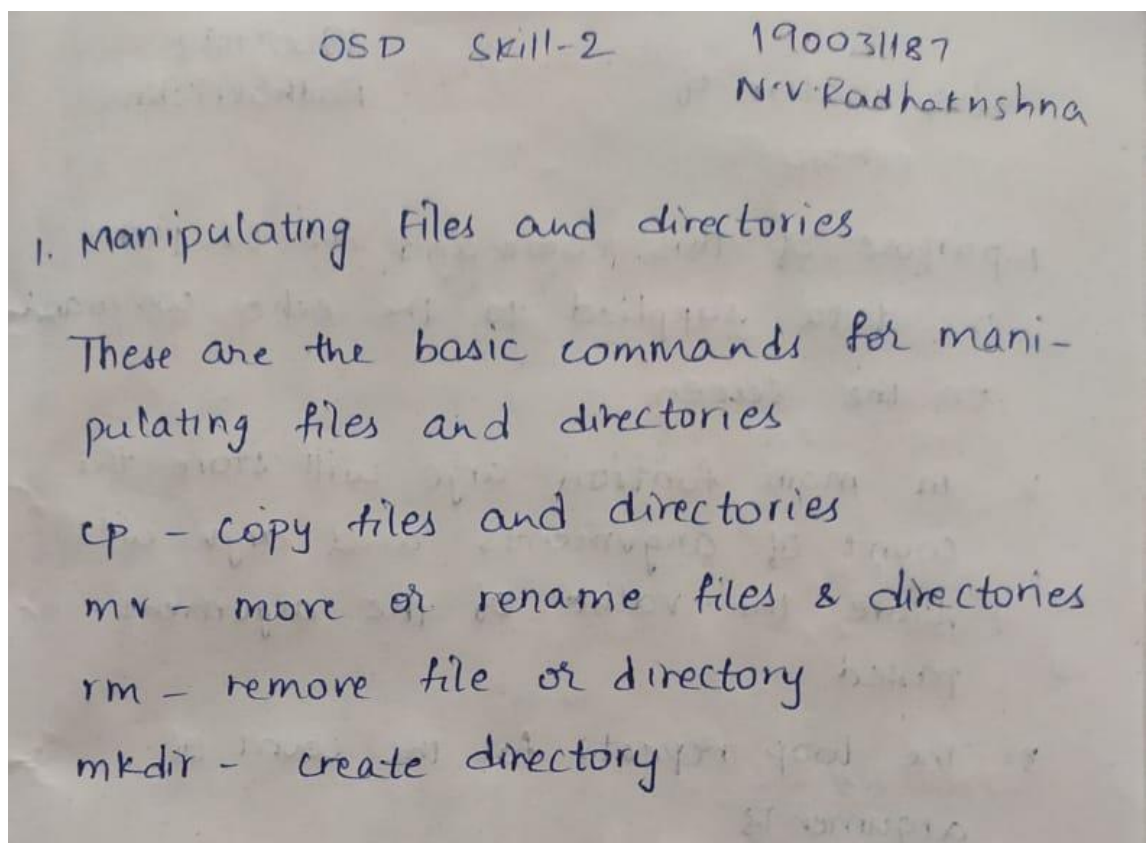 OSD Skill-2 190031187
N.V.Radhakrishna
1. Manipulating Files and directories
These are the basic commands for mani-
pulating files and directories
cp - copy files and directories
mv - move or rename files & directories
rm - remove file or directory
mkdir - create directory